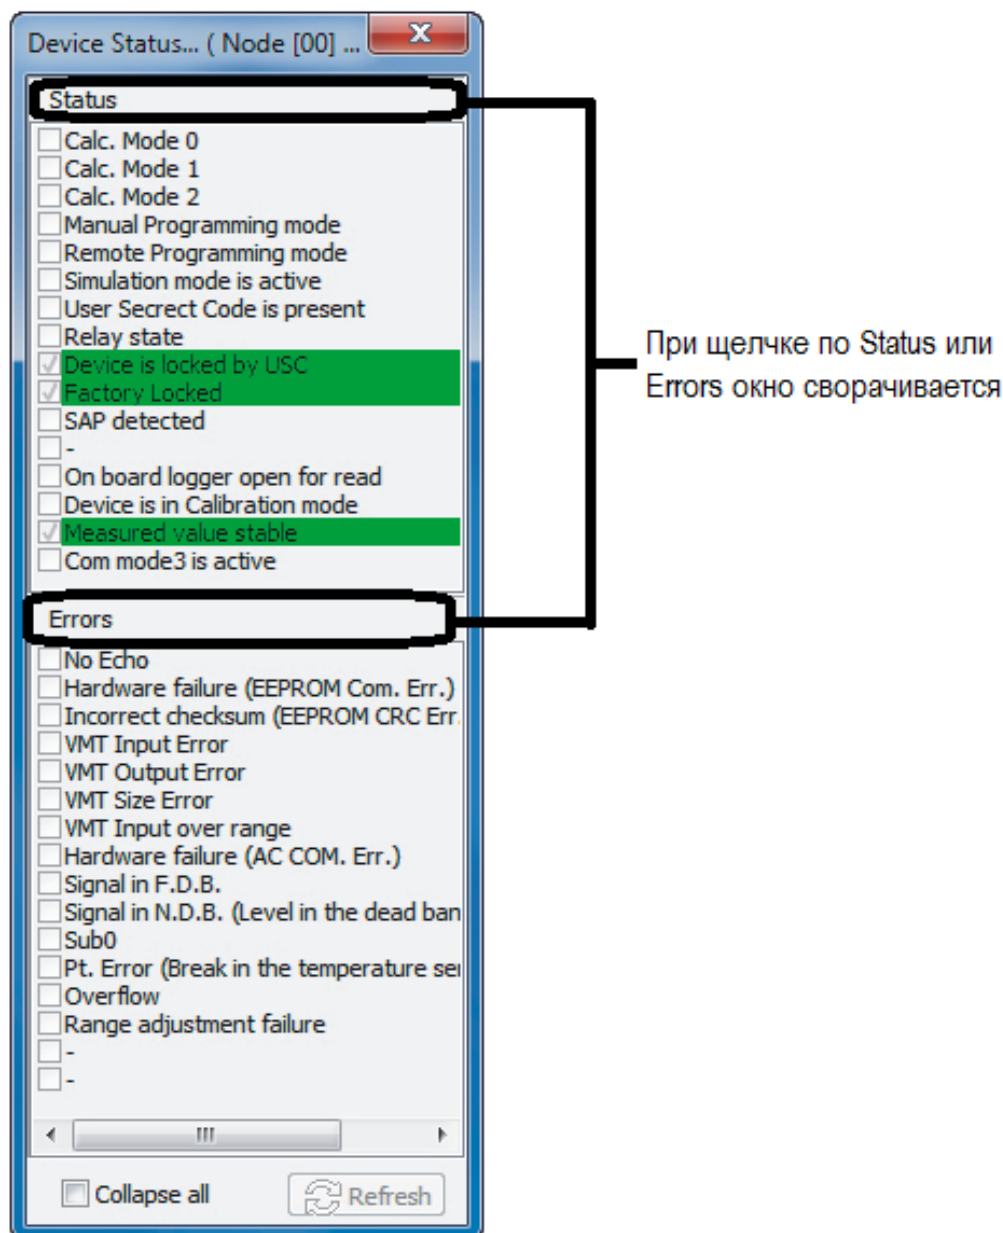 Device Status... ( Node [00] ...
Status
Calc. Mode 0
Calc. Mode 1
Calc. Mode 2
Manual Programming mode
Remote Programming mode
Simulation mode is active
User Secrect Code is present
Relay state
Device is locked by USC
Factory Locked
SAP detected
-
On board logger open for read
Device is in Calibration mode
Measured value stable
Com mode3 is active
При щелчке по Status или
Errors окно сворачивается
Errors
No Echo
Hardware failure (EEPROM Com. Err.)
Incorrect checksum (EEPROM CRC Err.
VMT Input Error
VMT Output Error
VMT Size Error
VMT Input over range
Hardware failure (AC COM. Err.)
Signal in F.D.B.
Signal in N.D.B. (Level in the dead ban
Sub0
Pt. Error (Break in the temperature se
Overflow
Range adjustment failure
-
-
Collapse all
Refresh